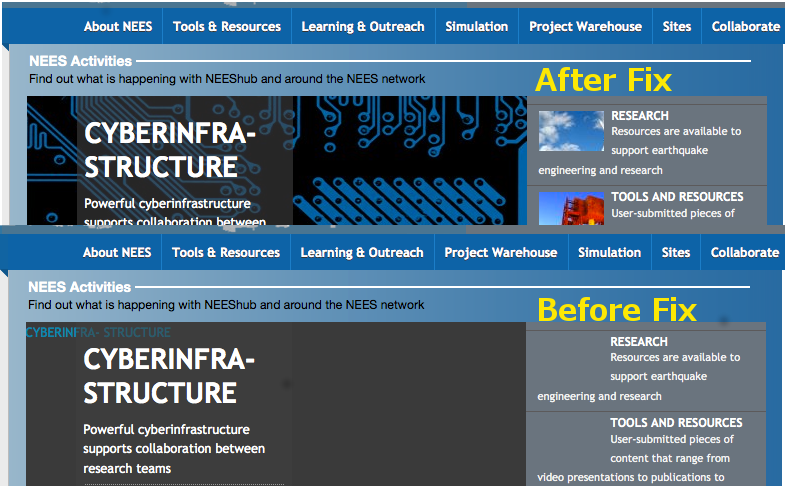 About NEES Tools & Resources Learning & Outreach Simulation Project Warehouse Sites Collaborate
NEES Activities
Find out what is happening with NEEShub and around the NEES network
After Fix
CYBERINFRA-
STRUCTURE
Powerful cyberinfrastructure
supports collaboration between
RESEARCH
Resources are available to
support earthquake
engineering and research
TOOLS AND RESOURCES
User-submitted pieces of
About NEES Tools & Resources Learning & Outreach Project Warehouse Simulation Sites Collaborate
NEES Activities
Find out what is happening with NEEShub and around the NEES network
Before Fix
CYBERINFRA- STRUCTURE
CYBERINFRA-
STRUCTURE
Powerful cyberinfrastructure
supports collaboration between
research teams
RESEARCH
Resources are available to
support earthquake
engineering and research
TOOLS AND RESOURCES
User-submitted pieces of
content that range from
video presentations to publications to